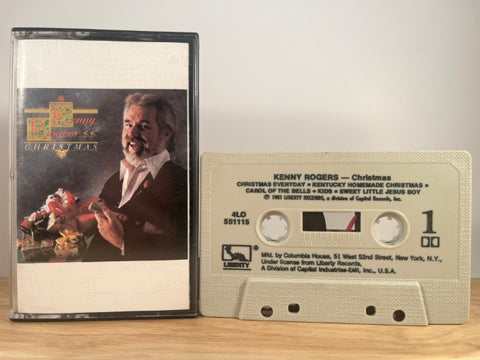 Kenny
Rogers
CHRISTMAS
KENNY ROGERS — Christmas
CHRISTMAS EVERYDAY ■ KENTUCKY HOMEMADE CHRISTMAS ■
CAROL OF THE BELLS ■ KIDS ■ SWEET LITTLE JESUS BOY
℗ 1981 LIBERTY RECORDS, a division of Capitol Records, Inc.
4LO
551115
1
LIBERTY
Mfd. by Columbia House, 51 West 52nd Street, New York, N.Y.,
Under license from Liberty Records.
A Division of Capitol Industries-EMI, Inc., U.S.A.